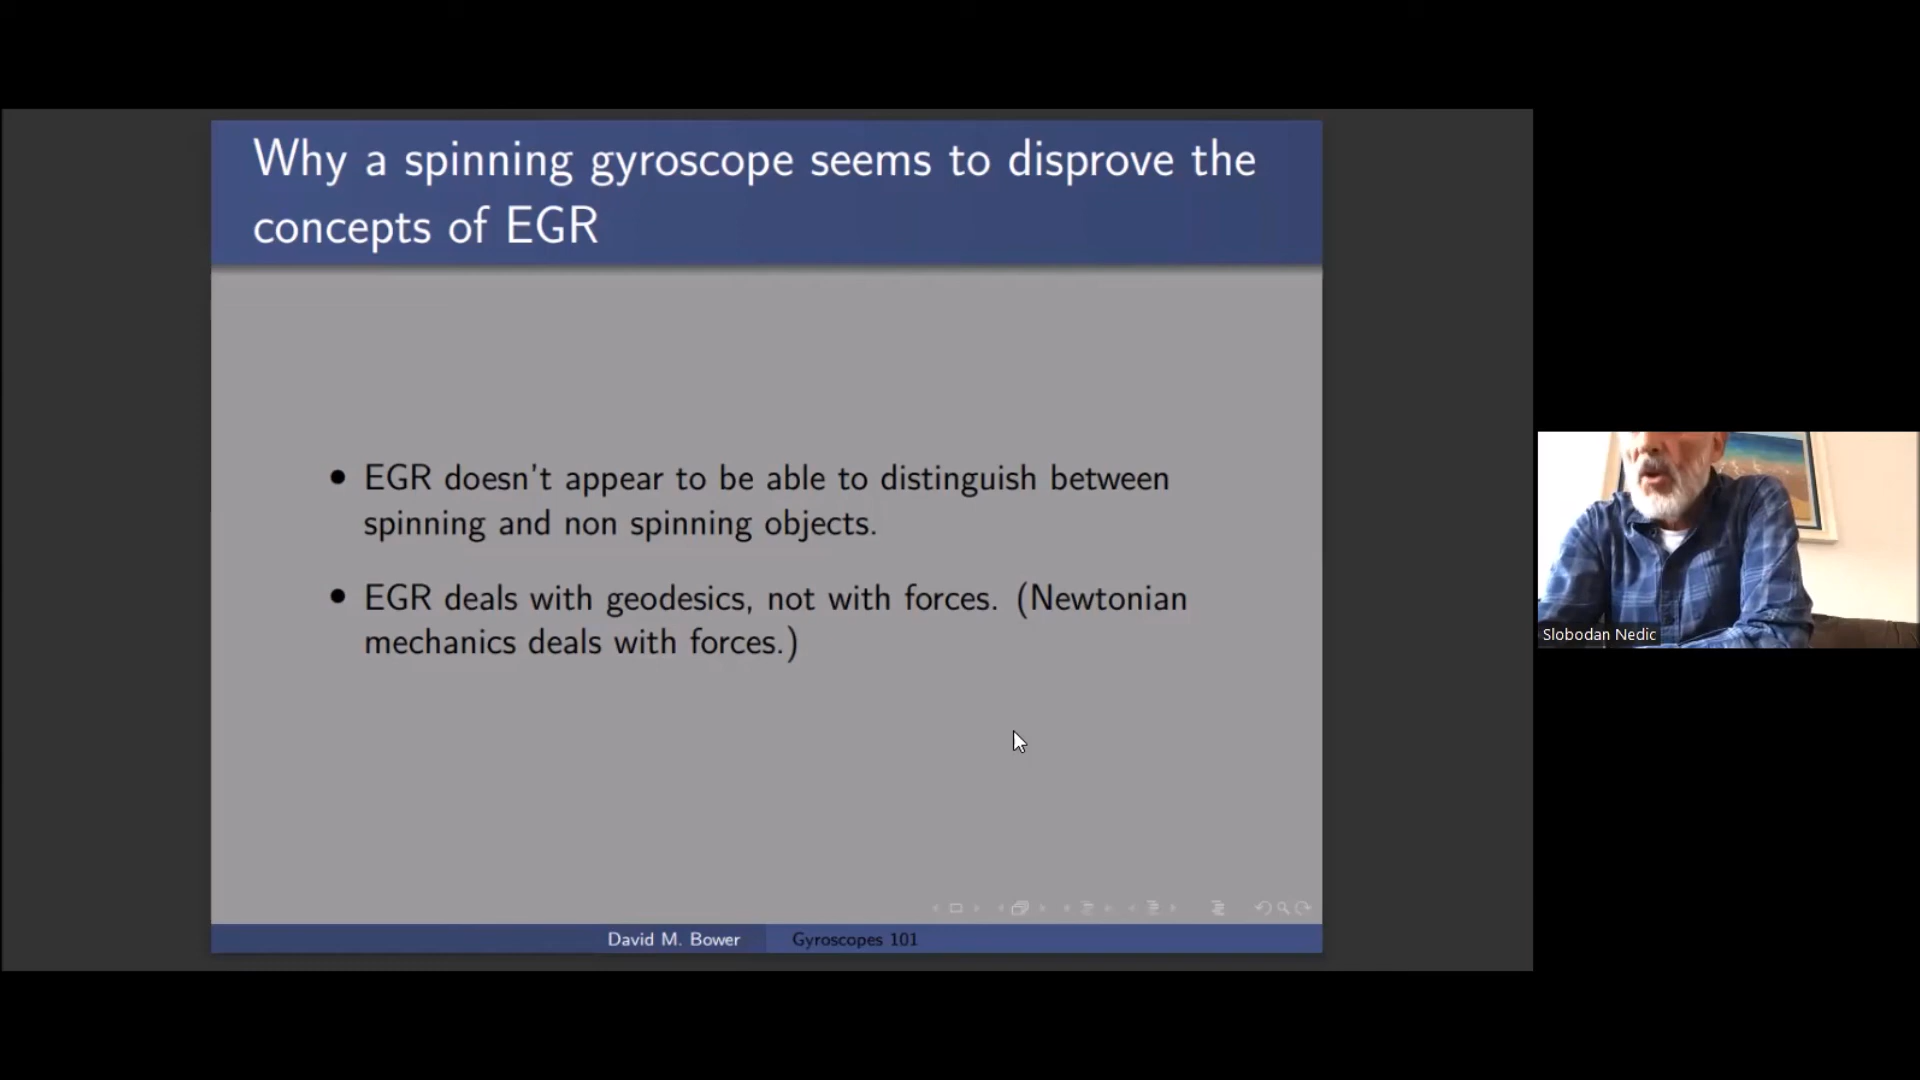 Why a spinning gyroscope seems to disprove the
concepts of EGR
• EGR doesn't appear to be able to distinguish between
spinning and non spinning objects.
• EGR deals with geodesics, not with forces. (Newtonian
mechanics deals with forces.)
Slobodan Nedic
David M. Bower
Gyroscopes 101